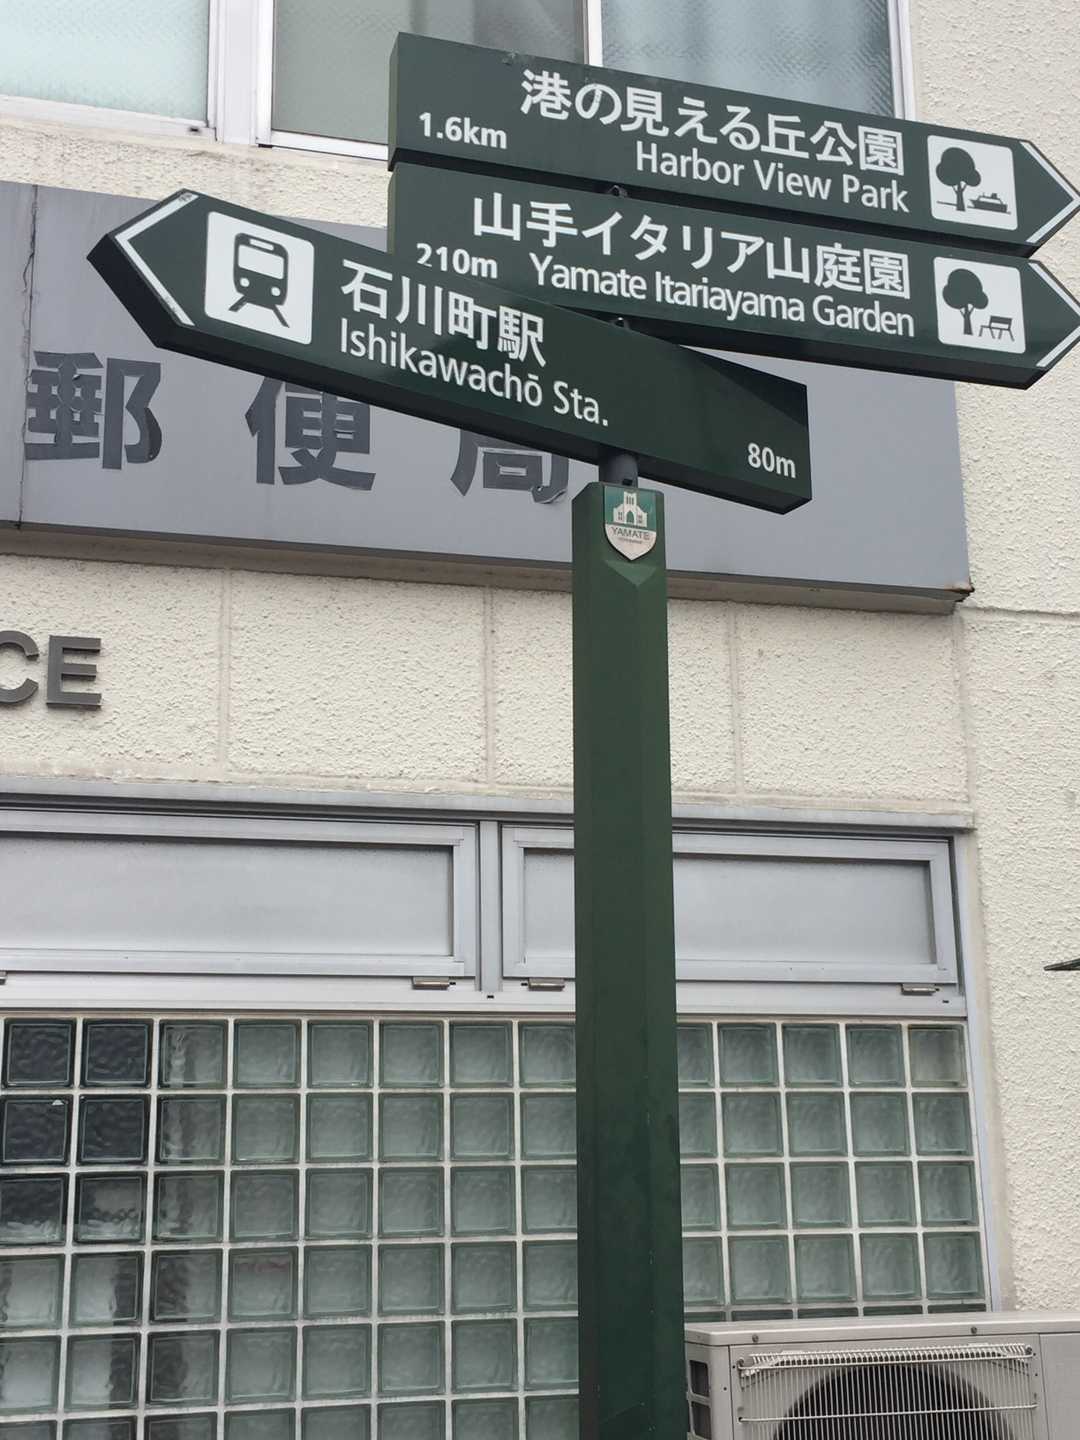 港の見える丘公園
1.6km
Harbor View Park
山手イタリア山庭園
210m
Yamate Itariayama Garden
石川町駅
Ishikawachō Sta.
80m
郵便局
YAMATE
CE